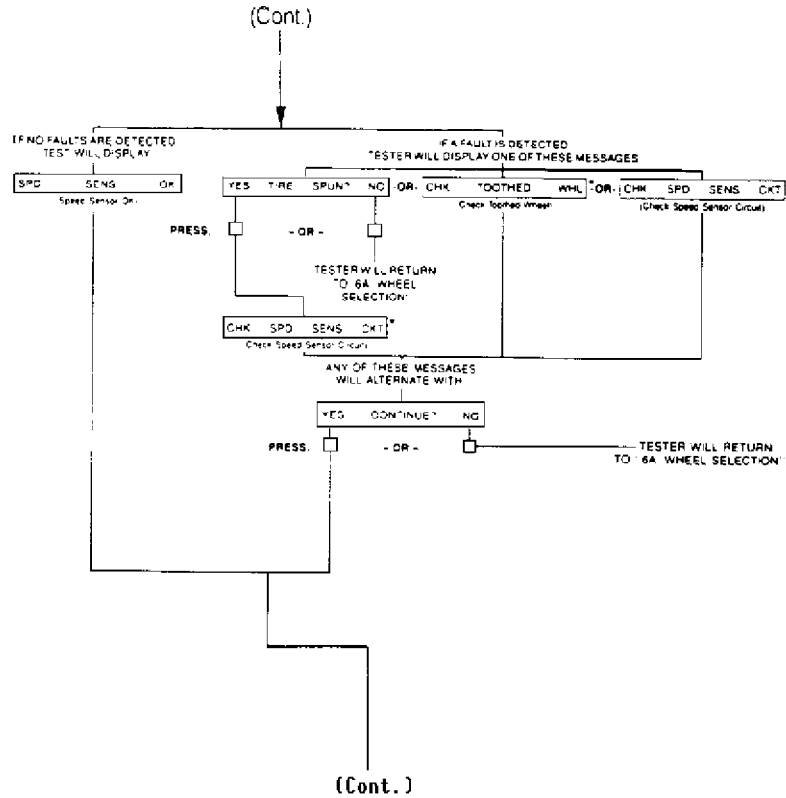 (Cont.)
IF NO FAULTS ARE DETECTED
TEST WILL DISPLAY
IF A FAULT IS DETECTED
TESTER WILL DISPLAY ONE OF THESE MESSAGES
SPD SENS OK
Speed Sensor OK
YES TIRE SPUN? NO
-OR-
CHK TOOTHED WHL *
Check Toothed Wheel
-OR-
CHK SPD SENS CKT
(Check Speed Sensor Circuit)
PRESS.
- OR -
TESTER WILL RETURN
TO "6A. WHEEL
SELECTION"
CHK SPD SENS CKT *
Check Speed Sensor Circuit)
ANY OF THESE MESSAGES
WILL ALTERNATE WITH
YES CONTINUE? NO
PRESS.
- OR -
TESTER WILL RETURN
TO "6A. WHEEL SELECTION"
(Cont.)